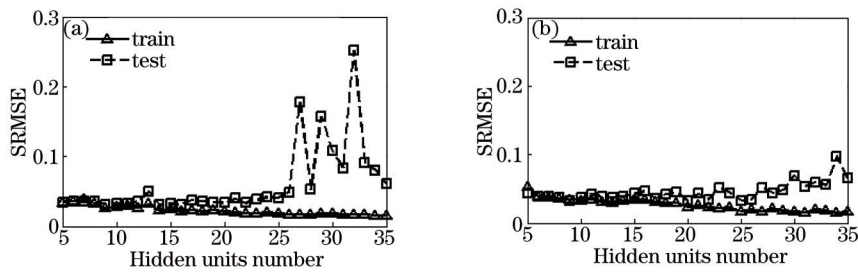 0.3
(a)
train
test
0.2
SRMSE
0.1
0
5 10 15 20 25 30 35
Hidden units number
0.3
(b)
train
test
0.2
SRMSE
0.1
0
5 10 15 20 25 30 35
Hidden units number